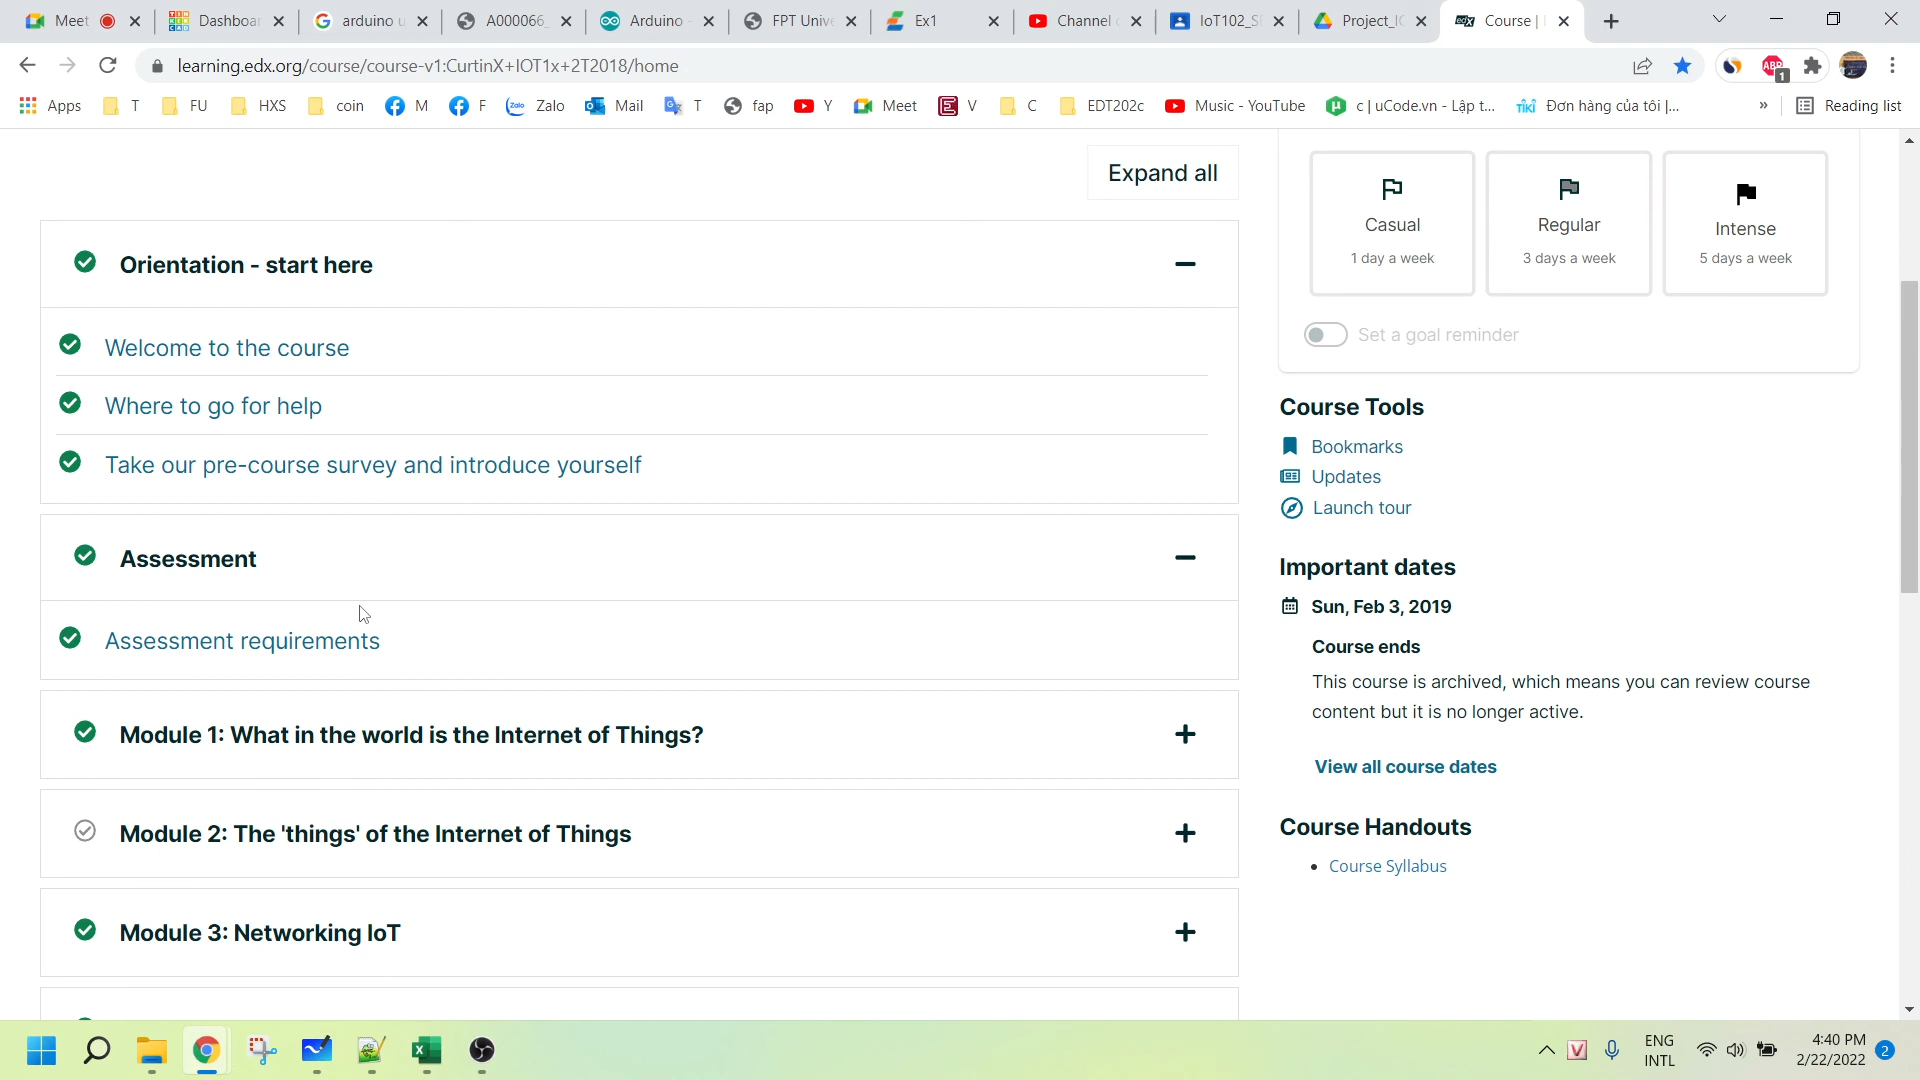 Meet
Dashboar
arduino u
A000066_
Arduino -
FPT Unive
Ex1
Channel c
IoT102_SE
Project_IO
Course |
learning.edx.org/course/course-v1:CurtinX+IOT1x+2T2018/home
Apps T FU HXS coin M F Zalo Mail T fap Y Meet V C EDT202c Music - YouTube c | uCode.vn - Lập t... Đơn hàng của tôi |... » Reading list
Expand all
Orientation - start here
Welcome to the course
Where to go for help
Take our pre-course survey and introduce yourself
Assessment
Assessment requirements
Module 1: What in the world is the Internet of Things?
Module 2: The 'things' of the Internet of Things
Module 3: Networking IoT
Casual
1 day a week
Regular
3 days a week
Intense
5 days a week
Set a goal reminder
Course Tools
Bookmarks
Updates
Launch tour
Important dates
Sun, Feb 3, 2019
Course ends
This course is archived, which means you can review course
content but it is no longer active.
View all course dates
Course Handouts
• Course Syllabus
ENG
INTL
4:40 PM
2/22/2022
2